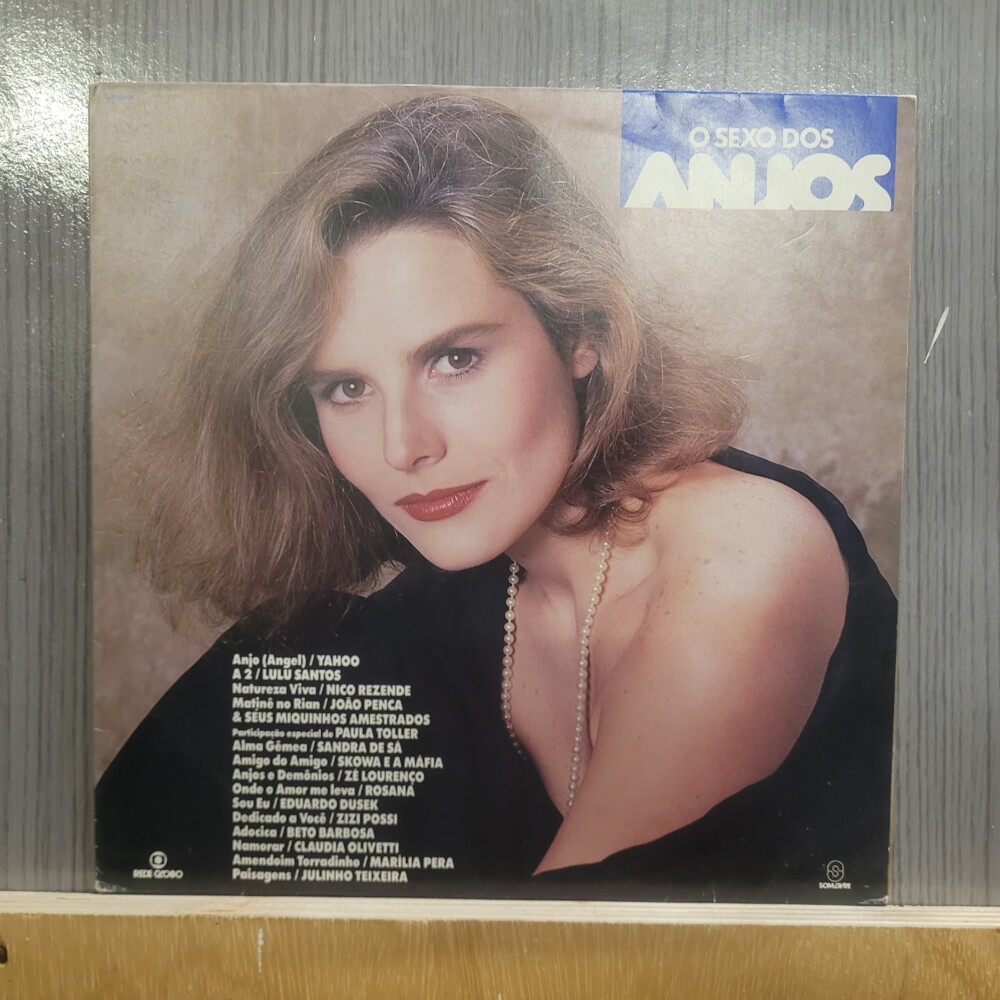 O SEXO DOS
ANJOS
Anjo (Angel) / YAHOO
A 2 / LULU SANTOS
Natureza Viva / NICO REZENDE
Matinê no Rian / JOÃO PENCA
& SEUS MIQUINHOS AMESTRADOS
Participação especial de PAULA TOLLER
Alma Gêmea / SANDRA DE SÁ
Amigo do Amigo / SKOWA E A MÁFIA
Anjos e Demônios / ZÉ LOURENÇO
Onde o Amor me leva / ROSANA
Sou Eu / EDUARDO DUSEK
Dedicado a Você / ZIZI POSSI
Adocica / BETO BARBOSA
Namorar / CLAUDIA OLIVETTI
Amendoim Torradinho / MARÍLIA PERA
Paisagens / JULINHO TEIXEIRA
REDE GLOBO
SOM LIVRE